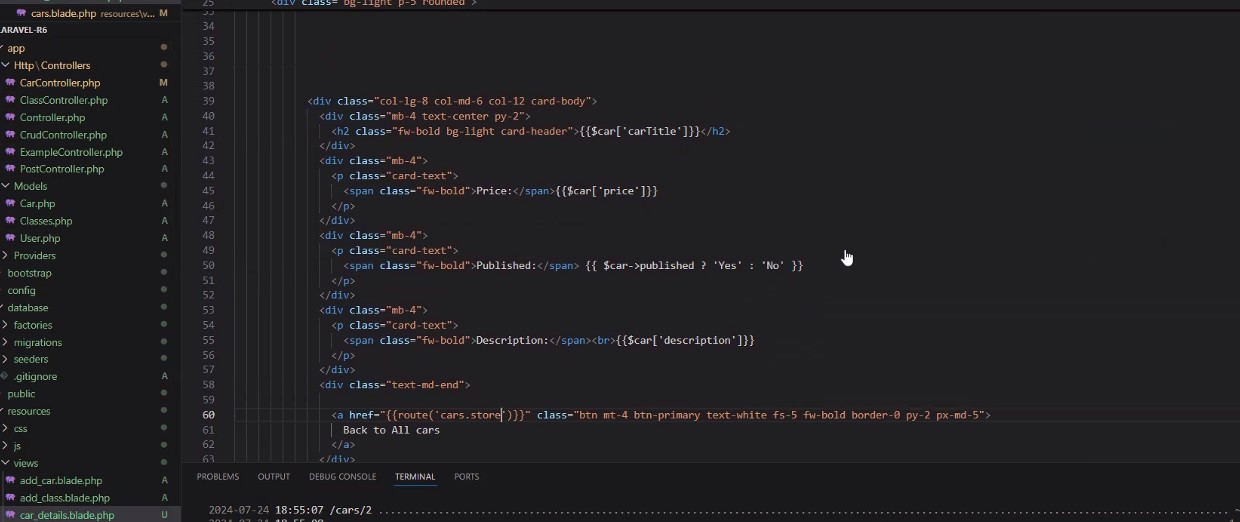 cars.blade.php resources\v... M
LARAVEL-R6
app
Http\Controllers
CarController.php M
ClassController.php A
Controller.php A
CrudController.php A
ExampleController.php A
PostController.php A
Models
Car.php A
Classes.php A
User.php A
Providers
bootstrap
config
database
factories
migrations
seeders
.gitignore A
public
resources
css
js
views
add_car.blade.php A
add_class.blade.php A
car_details.blade.php U
25 <div class="bg-light p-5 rounded">
33
34
35
36
37
38
39 <div class="col-lg-8 col-md-6 col-12 card-body">
40 <div class="mb-4 text-center py-2">
41 <h2 class="fw-bold bg-light card-header">{{$car['carTitle']}}</h2>
42 </div>
43 <div class="mb-4">
44 <p class="card-text">
45 <span class="fw-bold">Price:</span>{{$car['price']}}
46 </p>
47 </div>
48 <div class="mb-4">
49 <p class="card-text">
50 <span class="fw-bold">Published:</span> {{ $car->published ? 'Yes' : 'No' }}
51 </p>
52 </div>
53 <div class="mb-4">
54 <p class="card-text">
55 <span class="fw-bold">Description:</span><br>{{$car['description']}}
56 </p>
57 </div>
58 <div class="text-md-end">
59
60 <a href="{{route('cars.store')}}" class="btn mt-4 btn-primary text-white fs-5 fw-bold border-0 py-2 px-md-5">
61 Back to All cars
62 </a>
63 </div>
PROBLEMS OUTPUT DEBUG CONSOLE TERMINAL PORTS
2024-07-24 18:55:07 /cars/2
2024-07-24 18:55:08